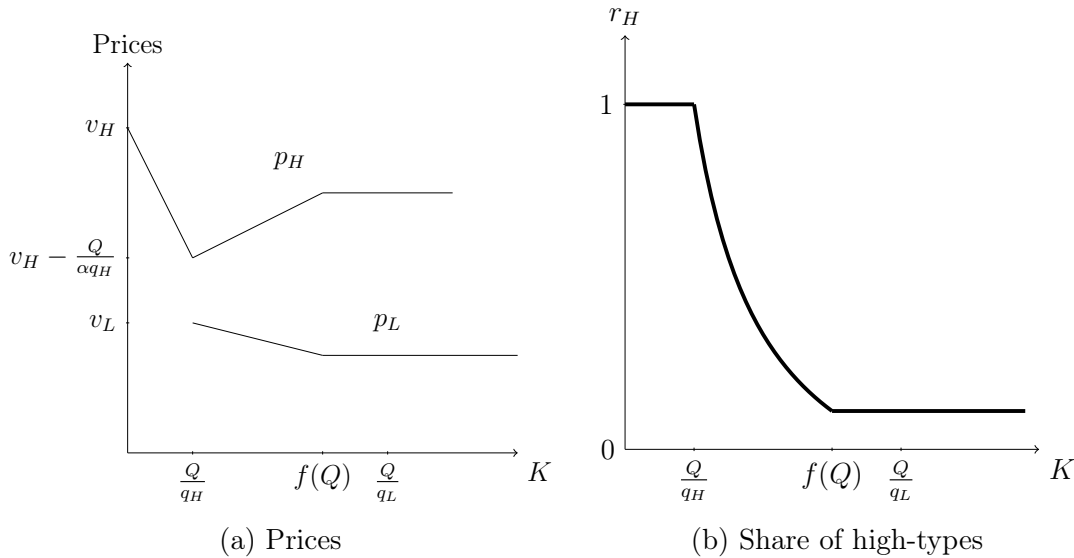 Prices
v_H
v_H − Q/(αq_H)
v_L
p_H
p_L
Q/q_H
f(Q)
Q/q_L
K
(a) Prices
r_H
1
0
Q/q_H
f(Q)
Q/q_L
K
(b) Share of high-types